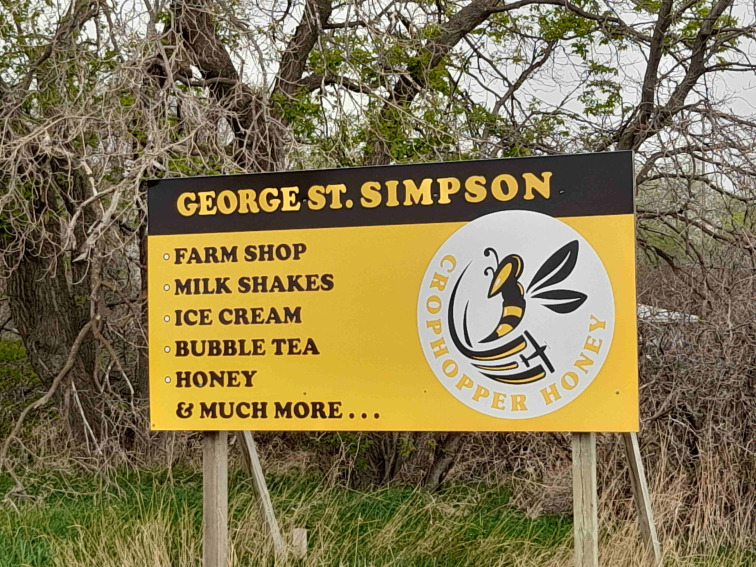 GEORGE ST. SIMPSON
FARM SHOP
MILK SHAKES
ICE CREAM
BUBBLE TEA
HONEY
& MUCH MORE...
CROPHOPPER HONEY